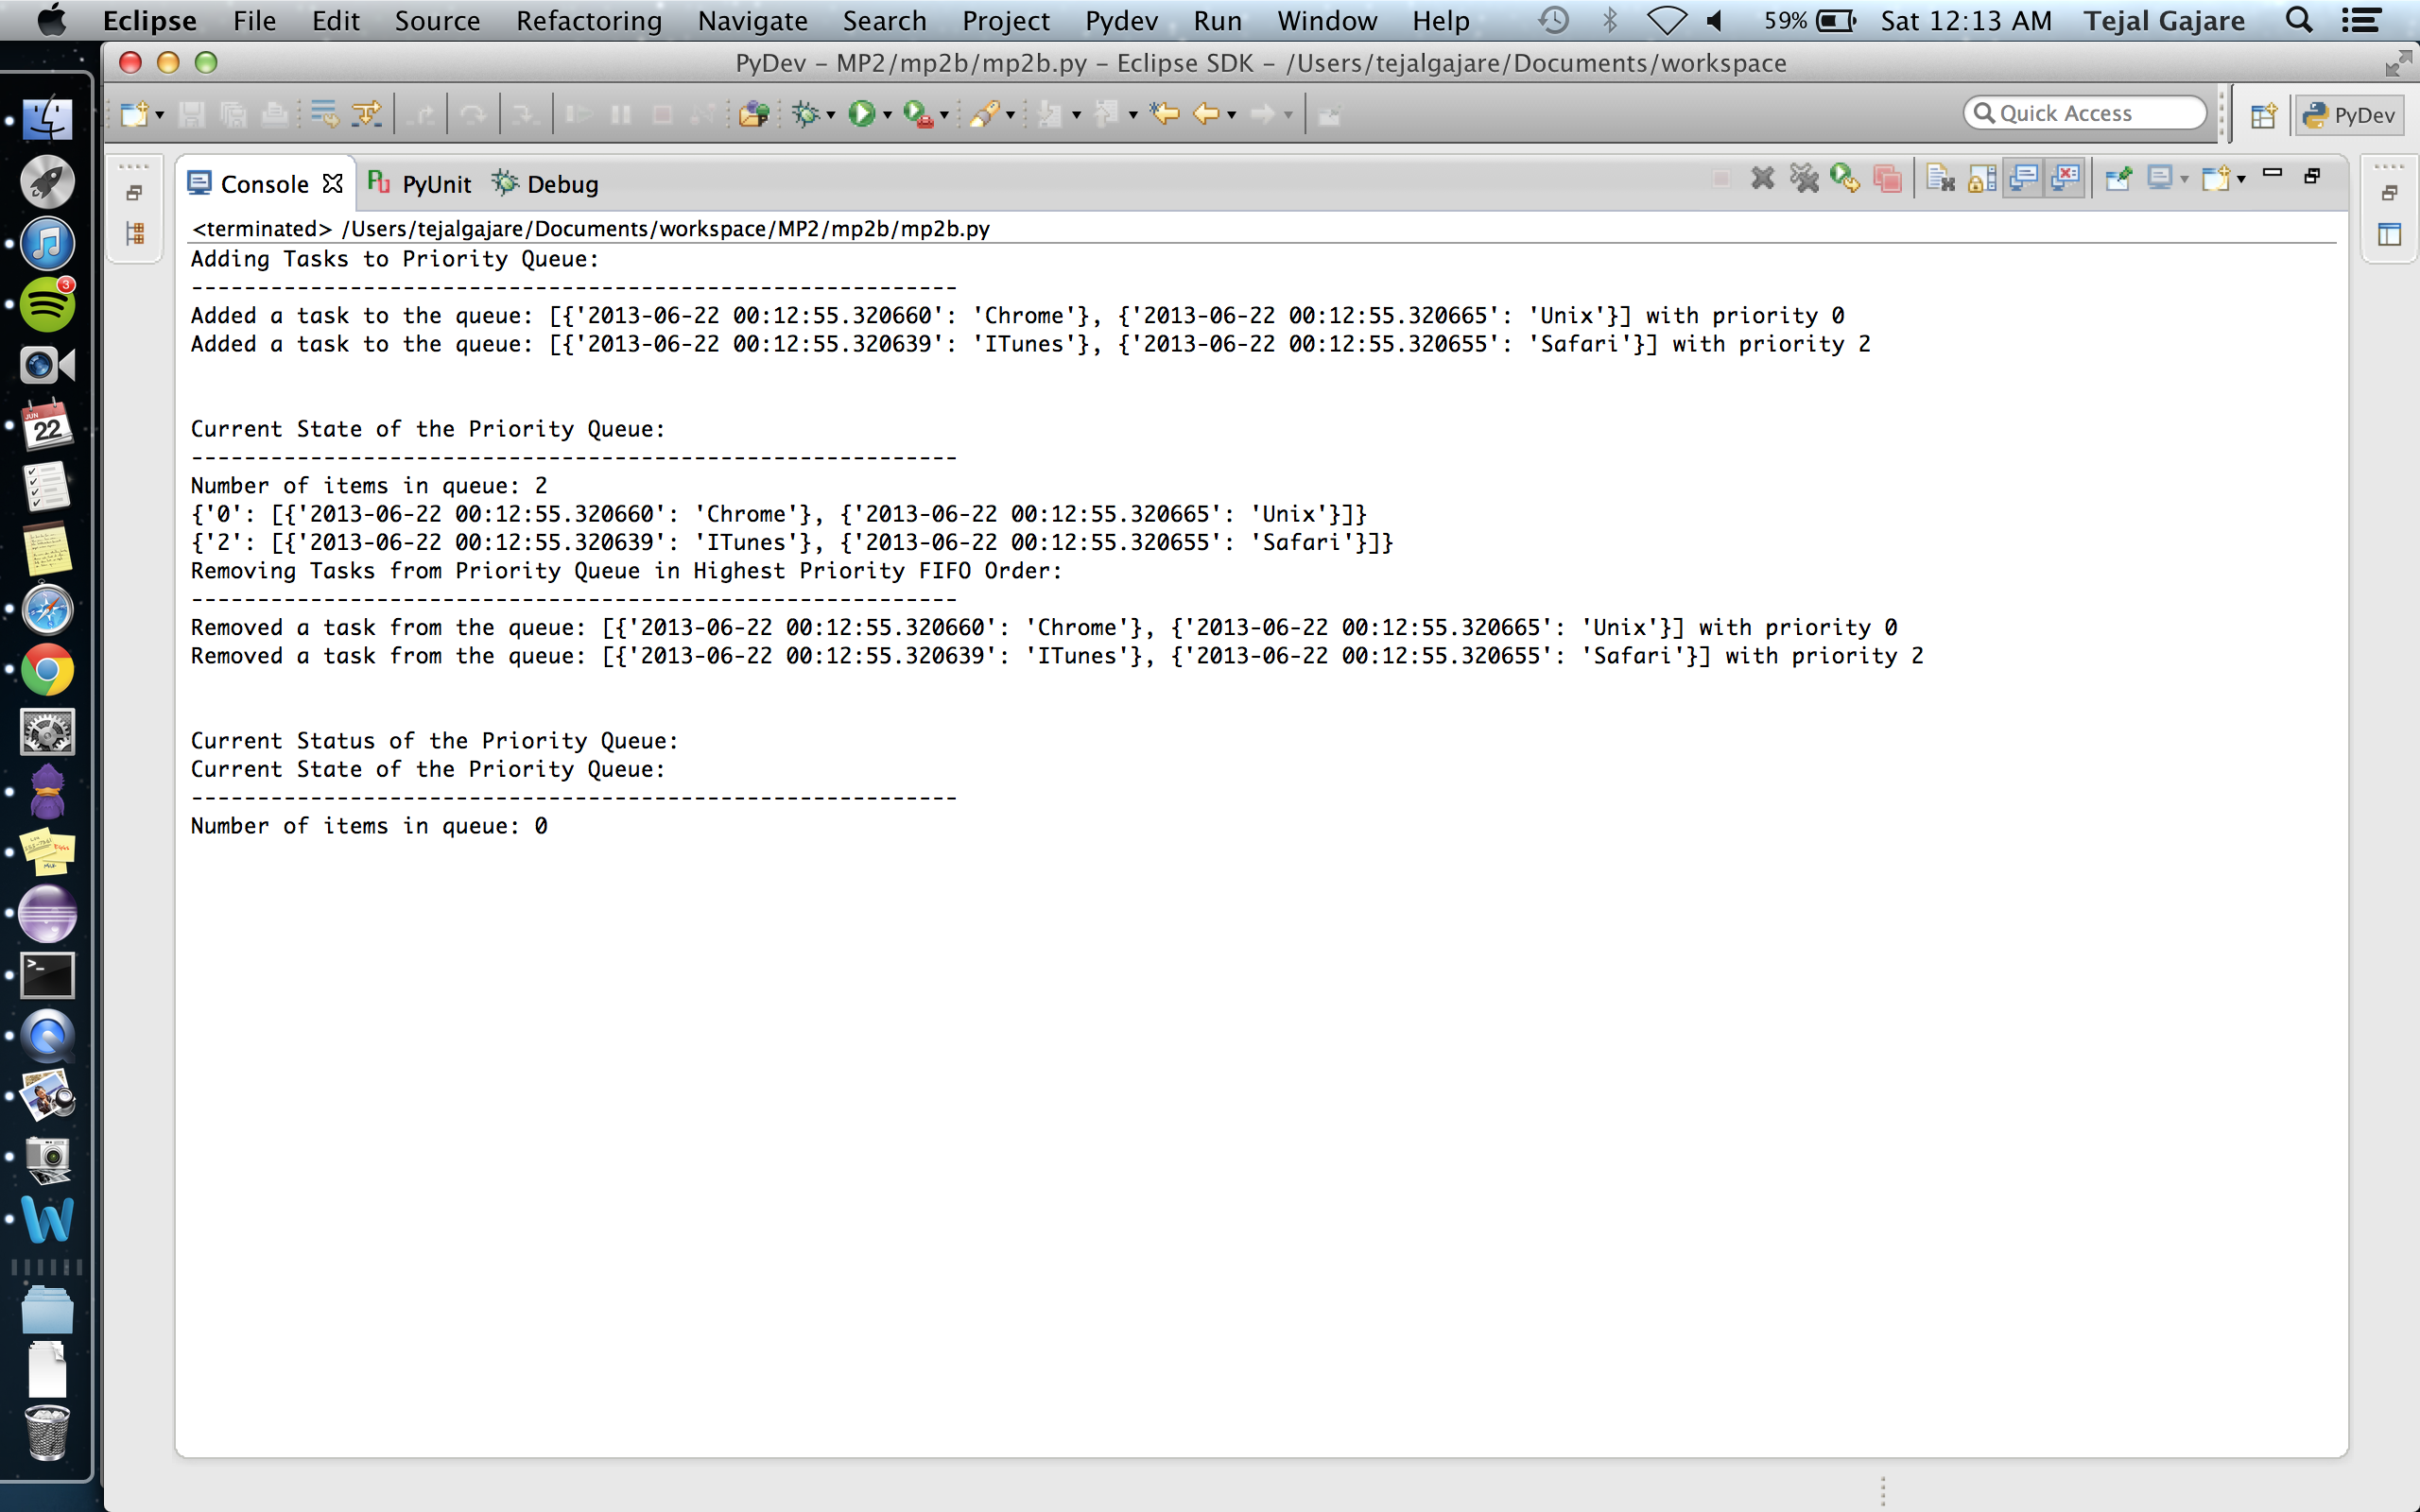 Eclipse File Edit Source Refactoring Navigate Search Project Pydev Run Window Help 59% Sat 12:13 AM Tejal Gajare
PyDev – MP2/mp2b/mp2b.py – Eclipse SDK – /Users/tejalgajare/Documents/workspace
Quick Access PyDev
Console PyUnit Debug
<terminated> /Users/tejalgajare/Documents/workspace/MP2/mp2b/mp2b.py
Adding Tasks to Priority Queue:
----------------------------------------------------------
Added a task to the queue: [{'2013-06-22 00:12:55.320660': 'Chrome'}, {'2013-06-22 00:12:55.320665': 'Unix'}] with priority 0
Added a task to the queue: [{'2013-06-22 00:12:55.320639': 'ITunes'}, {'2013-06-22 00:12:55.320655': 'Safari'}] with priority 2
Current State of the Priority Queue:
----------------------------------------------------------
Number of items in queue: 2
{'0': [{'2013-06-22 00:12:55.320660': 'Chrome'}, {'2013-06-22 00:12:55.320665': 'Unix'}]}
{'2': [{'2013-06-22 00:12:55.320639': 'ITunes'}, {'2013-06-22 00:12:55.320655': 'Safari'}]}
Removing Tasks from Priority Queue in Highest Priority FIFO Order:
----------------------------------------------------------
Removed a task from the queue: [{'2013-06-22 00:12:55.320660': 'Chrome'}, {'2013-06-22 00:12:55.320665': 'Unix'}] with priority 0
Removed a task from the queue: [{'2013-06-22 00:12:55.320639': 'ITunes'}, {'2013-06-22 00:12:55.320655': 'Safari'}] with priority 2
Current Status of the Priority Queue:
Current State of the Priority Queue:
----------------------------------------------------------
Number of items in queue: 0
3
JUN
22